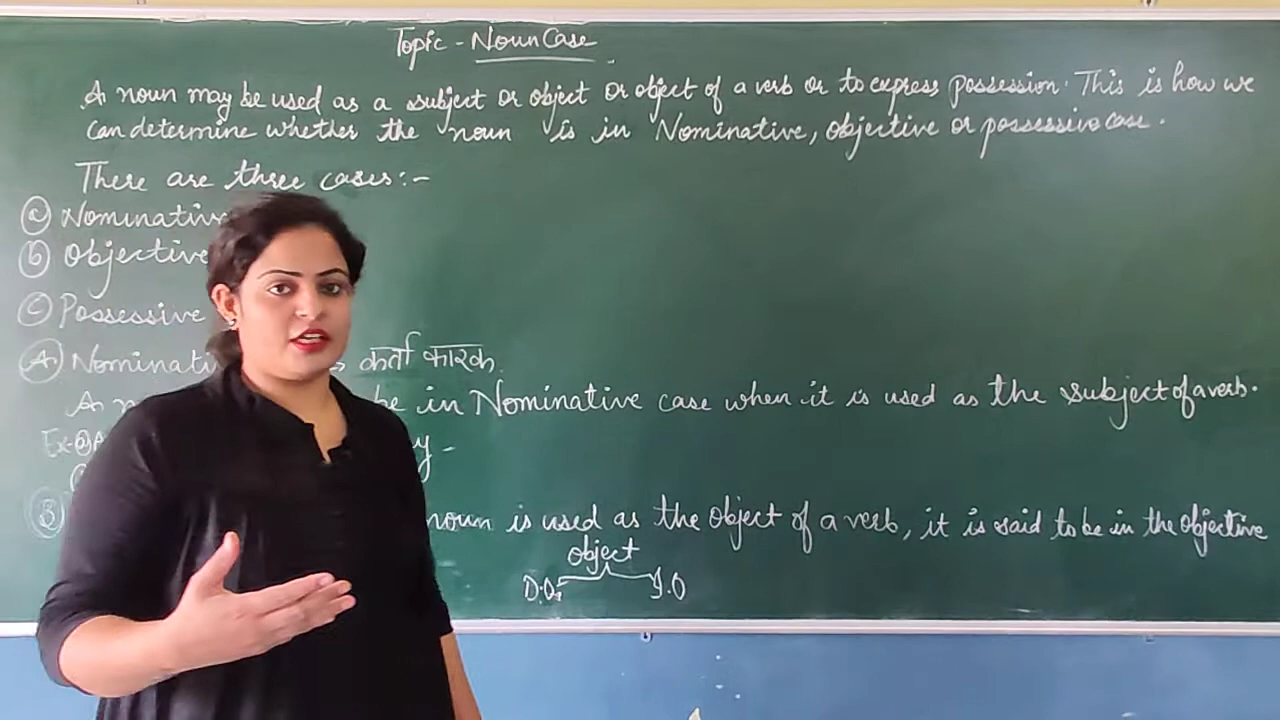 Topic - Noun Case
A noun may be used as a subject or object or object of a verb or to express possession. This is how we
can determine whether the noun is in Nominative, objective or possessive case.
There are three cases:-
(a) Nominative
(b) Objective
(c) Possessive
(A) Nominati → कर्ता कारक
A be in Nominative case when it is used as the subject of a verb.
Ex- (a) y -
(B) noun is used as the object of a verb, it is said to be in the objective
object
D.O. I.O